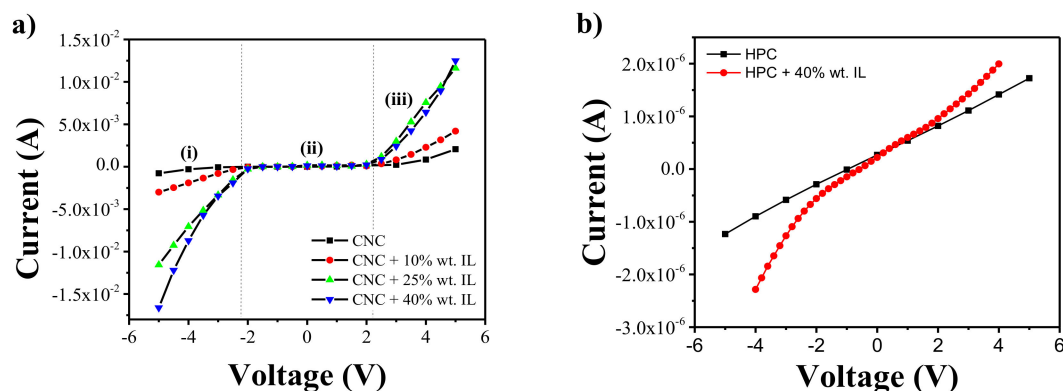 a)
1.5x10⁻²
1.0x10⁻²
5.0x10⁻³
0.0
-5.0x10⁻³
-1.0x10⁻²
-1.5x10⁻²
Current (A)
(i)
(ii)
(iii)
CNC
CNC + 10% wt. IL
CNC + 25% wt. IL
CNC + 40% wt. IL
-6 -4 -2 0 2 4 6
Voltage (V)
b)
2.0x10⁻⁶
1.0x10⁻⁶
0.0
-1.0x10⁻⁶
-2.0x10⁻⁶
-3.0x10⁻⁶
Current (A)
HPC
HPC + 40% wt. IL
-6 -4 -2 0 2 4 6
Voltage (V)